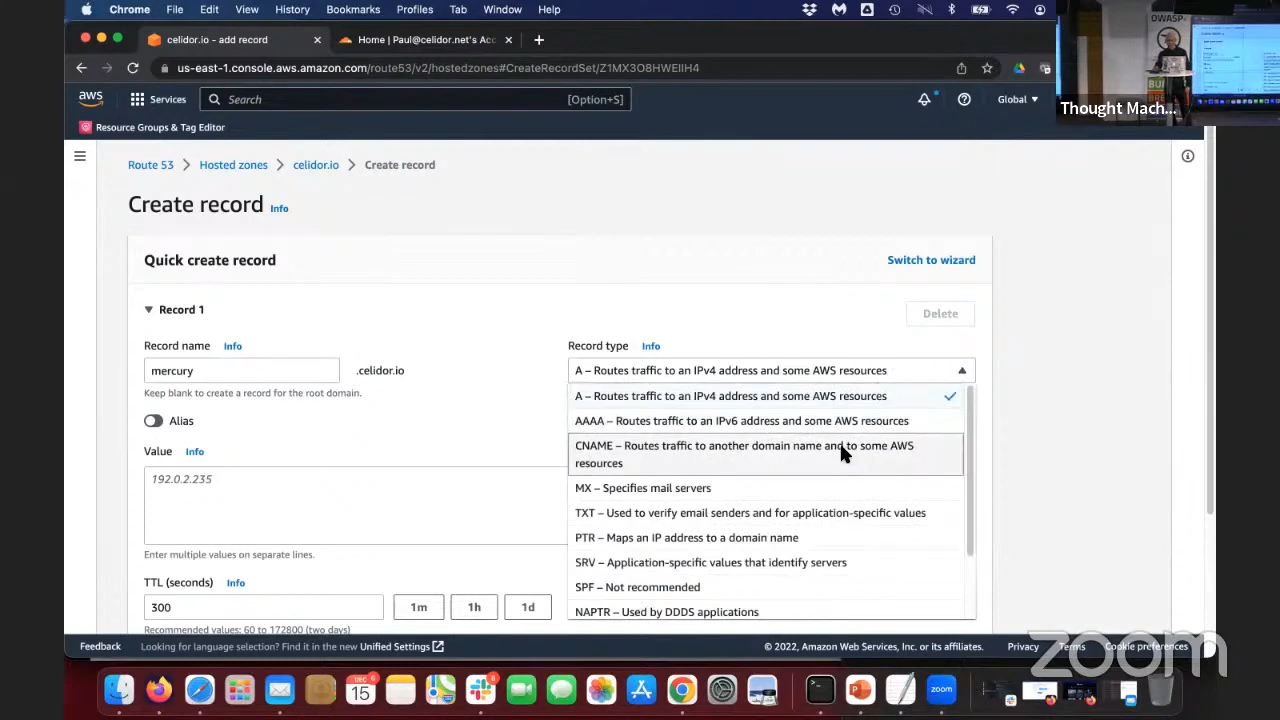 Chrome File Edit View History Bookmarks Profiles Tab Window Help
celidor.io - add record
Home | Paul@celidor.net's Ac
us-east-1.console.aws.amazon.com
OWASP
Thought Mach...
aws
Services
Search
[Option+S]
Global
Resource Groups & Tag Editor
Route 53 > Hosted zones > celidor.io > Create record
Create record Info
Quick create record
Switch to wizard
Record 1
Delete
Record name Info
Record type Info
mercury
.celidor.io
A – Routes traffic to an IPv4 address and some AWS resources
Keep blank to create a record for the root domain.
A – Routes traffic to an IPv4 address and some AWS resources
AAAA – Routes traffic to an IPv6 address and some AWS resources
Alias
CNAME – Routes traffic to another domain name and to some AWS
resources
Value Info
192.0.2.235
MX – Specifies mail servers
TXT – Used to verify email senders and for application-specific values
PTR – Maps an IP address to a domain name
Enter multiple values on separate lines.
SRV – Application-specific values that identify servers
TTL (seconds) Info
SPF – Not recommended
300
1m
1h
1d
NAPTR – Used by DDDS applications
Recommended values: 60 to 172800 (two days)
Feedback
Looking for language selection? Find it in the new Unified Settings
© 2022, Amazon Web Services, Inc. or its affiliates.
Privacy
Terms
Cookie preferences
zoom
DEC
15
6
8
zoom